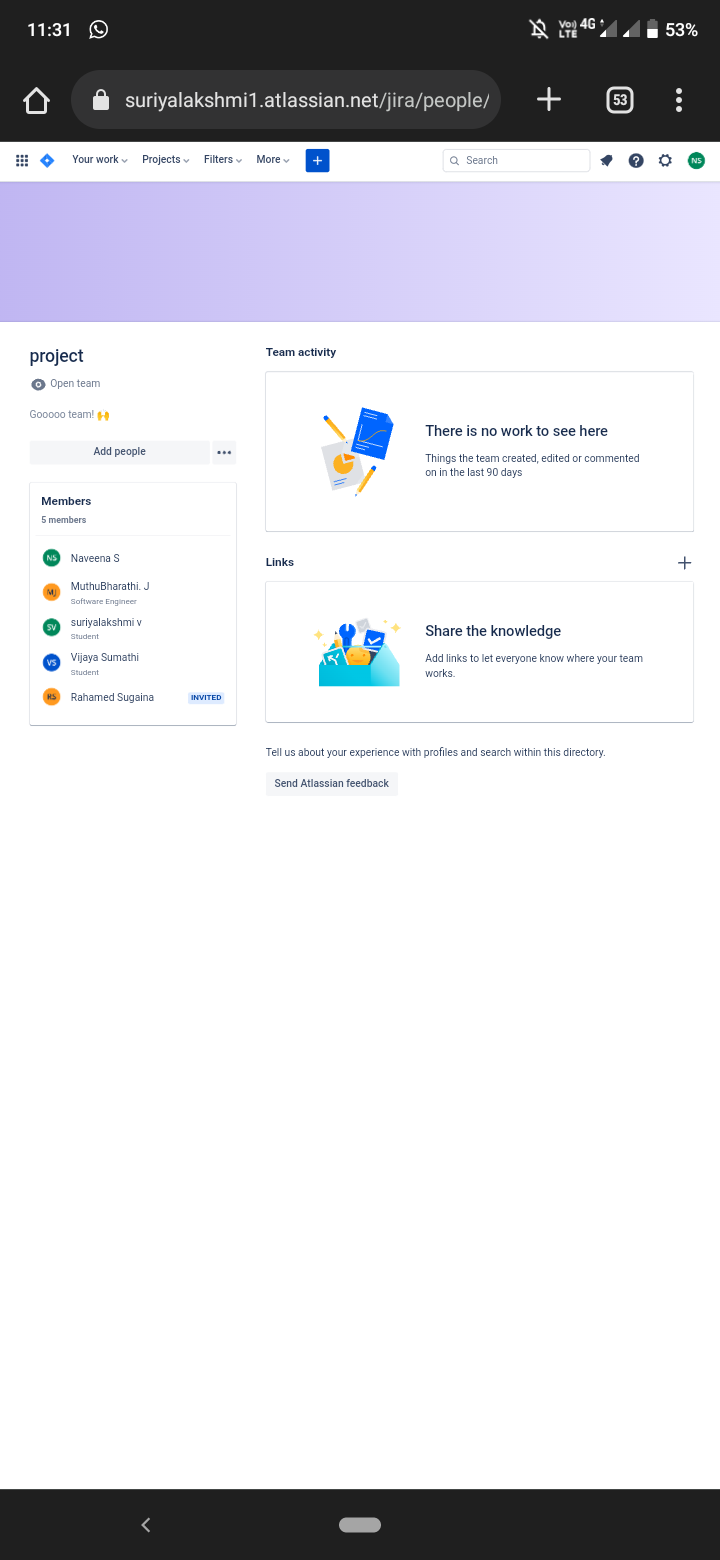 11:31
Vo) 4G
LTE
53%
suriyalakshmi1.atlassian.net/jira/people/
53
Your work
Projects
Filters
More
Search
NS
project
Open team
Gooooo team! 🙌
Add people
Members
5 members
NS Naveena S
MJ MuthuBharathi. J
Software Engineer
SV suriyalakshmi v
Student
VS Vijaya Sumathi
Student
RS Rahamed Sugaina INVITED
Team activity
There is no work to see here
Things the team created, edited or commented
on in the last 90 days
Links
Share the knowledge
Add links to let everyone know where your team
works.
Tell us about your experience with profiles and search within this directory.
Send Atlassian feedback